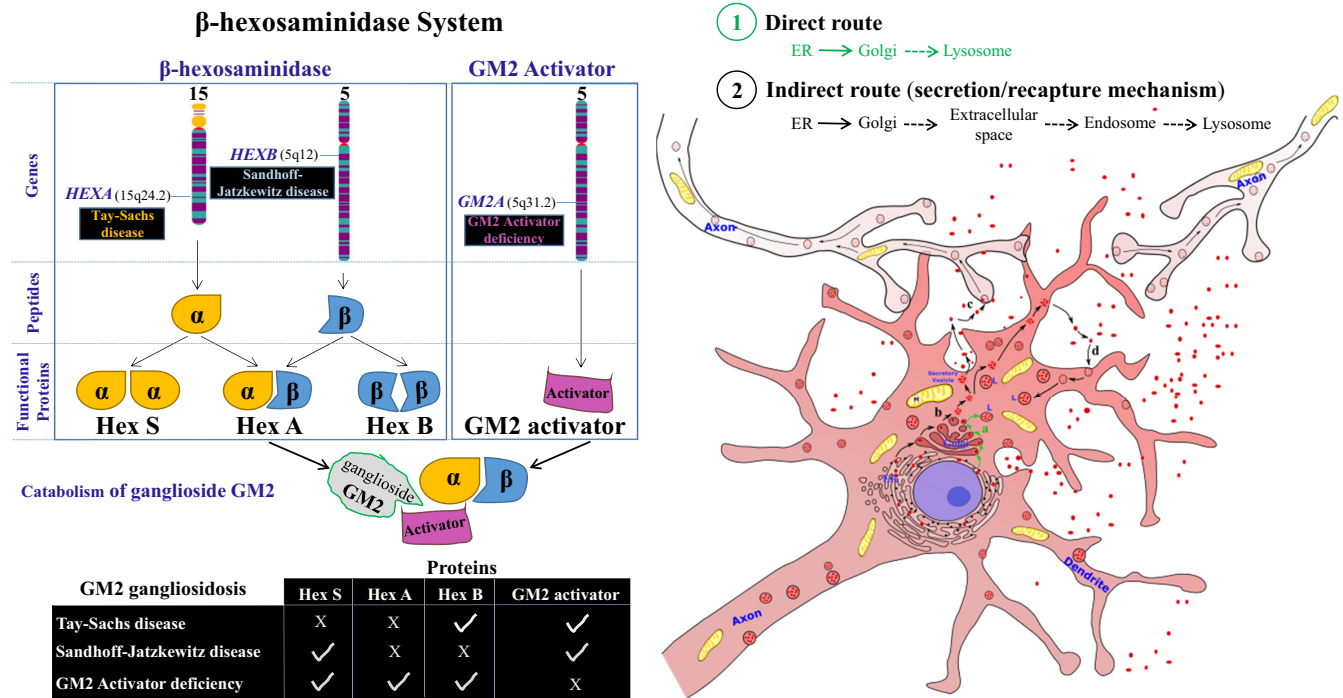 β-hexosaminidase System
β-hexosaminidase
GM2 Activator
15
5
5
Genes
HEXA (15q24.2)
Tay-Sachs
disease
HEXB (5q12)
Sandhoff-
Jatzkewitz disease
GM2A (5q31.2)
GM2 Activator
deficiency
Peptides
α
β
Functional
Proteins
α α
α β
β β
Activator
Hex S
Hex A
Hex B
GM2 activator
Catabolism of ganglioside GM2
ganglioside
GM2
α β
Activator
Proteins
GM2 gangliosidosis Hex S Hex A Hex B GM2 activator
Tay-Sachs disease X X ✓ ✓
Sandhoff-Jatzkewitz disease ✓ X X ✓
GM2 Activator deficiency ✓ ✓ ✓ X
1 Direct route
ER → Golgi ⇢ Lysosome
2 Indirect route (secretion/recapture mechanism)
ER → Golgi ⇢ Extracellular space ⇢ Endosome ⇢ Lysosome
Axon
Axon
c
d
Secretory
Vesicle
L
L
L
M
b
a
Golgi
Axon
Dendrite